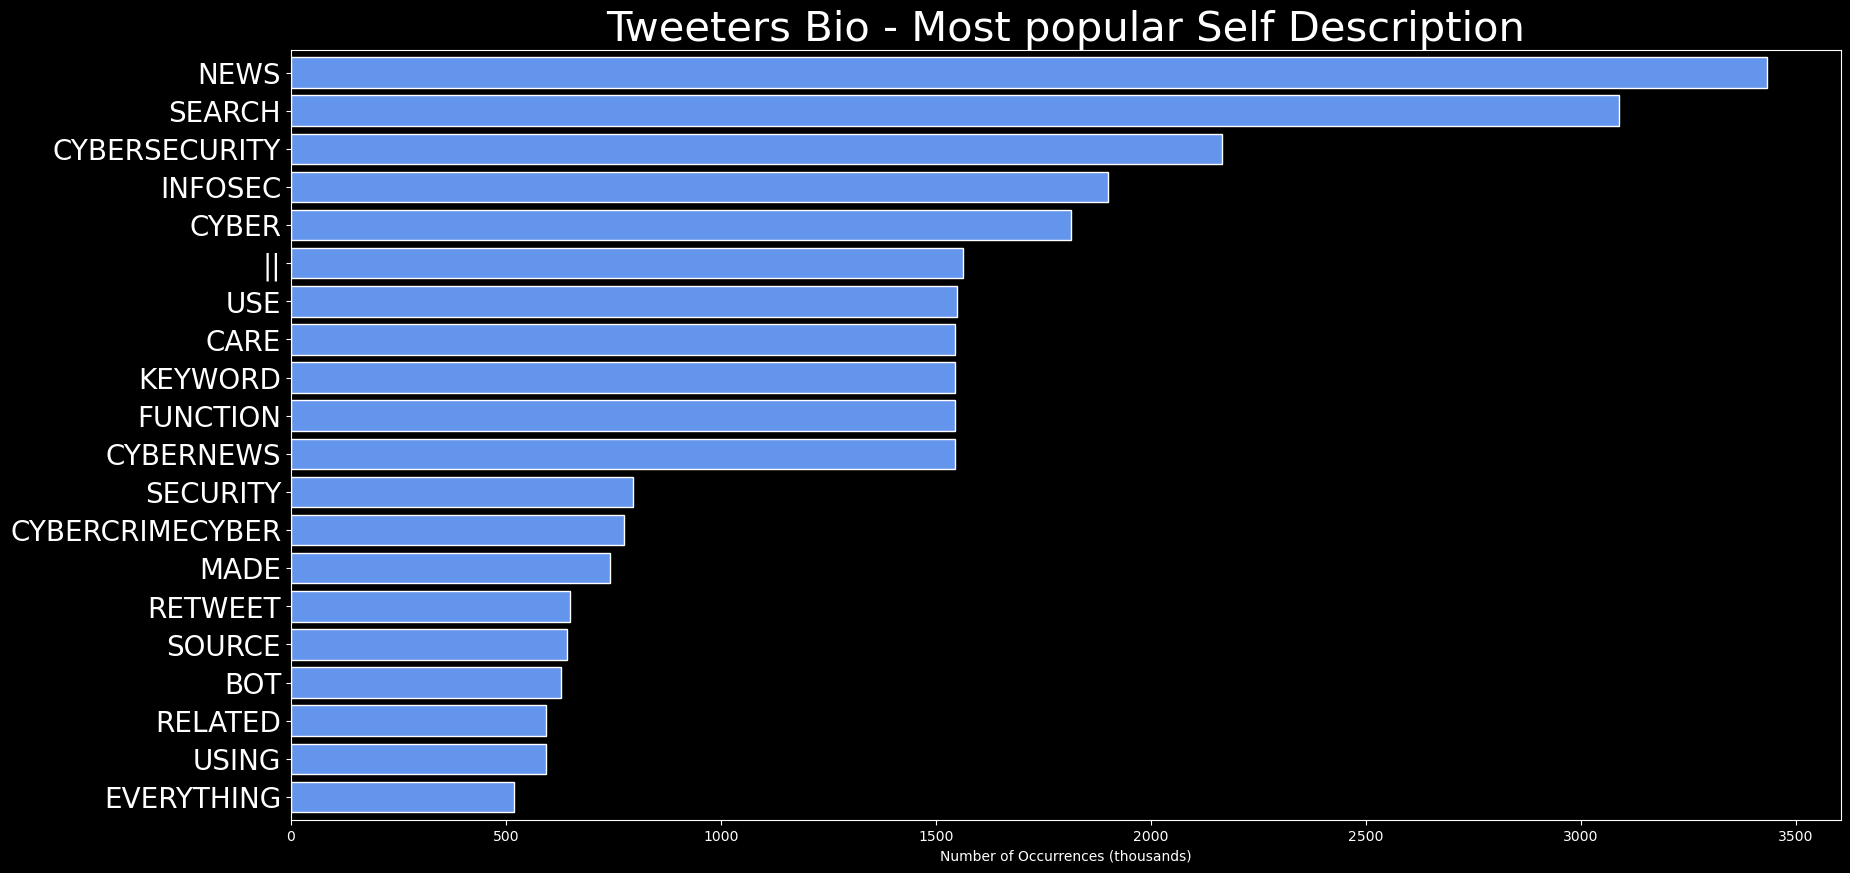 Tweeters Bio - Most popular Self Description
NEWS
SEARCH
CYBERSECURITY
INFOSEC
CYBER
||
USE
CARE
KEYWORD
FUNCTION
CYBERNEWS
SECURITY
CYBERCRIMECYBER
MADE
RETWEET
SOURCE
BOT
RELATED
USING
EVERYTHING
0 500 1000 1500 2000 2500 3000 3500
Number of Occurrences (thousands)